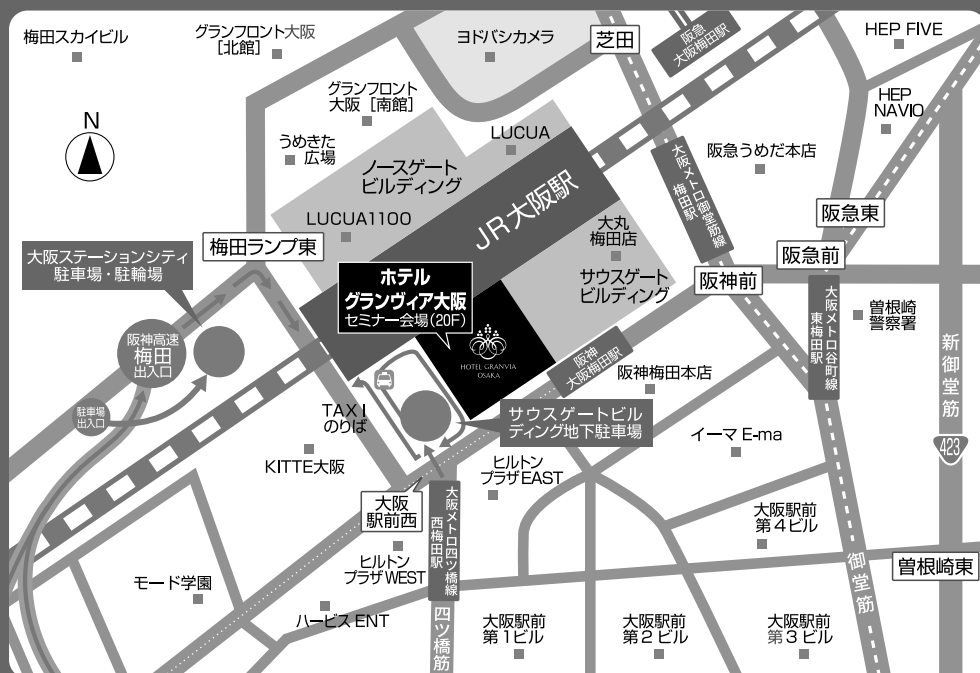 梅田スカイビル
グランフロント大阪
[北館]
ヨドバシカメラ
芝田
阪急
大阪梅田駅
HEP FIVE
N
グランフロント
大阪 [南館]
HEP
NAVIO
うめきた
広場
LUCUA
ノースゲート
ビルディング
大阪メトロ御堂筋線
梅田駅
阪急うめだ本店
LUCUA1100
JR大阪駅
大丸
梅田店
阪急東
梅田ランプ東
大阪ステーションシティ
駐車場・駐輪場
阪急前
ホテル
グランヴィア大阪
セミナー会場(20F)
サウスゲート
ビルディング
阪神前
大阪メトロ谷町線
東梅田駅
曽根崎
警察署
新御堂筋
阪神高速
梅田
出入口
HOTEL GRANVIA
OSAKA
阪神
大阪梅田駅
阪神梅田本店
駐車場
出入口
TAXI
のりば
サウスゲートビル
ディング地下駐車場
イーマ E-ma
423
KITTE大阪
ヒルトン
プラザEAST
大阪
駅前西
大阪メトロ四ツ橋線
西梅田駅
大阪駅前
第4ビル
ヒルトン
プラザWEST
御堂筋
曽根崎東
モード学園
ハービス ENT
四ツ橋筋
大阪駅前
第1ビル
大阪駅前
第2ビル
大阪駅前
第3ビル